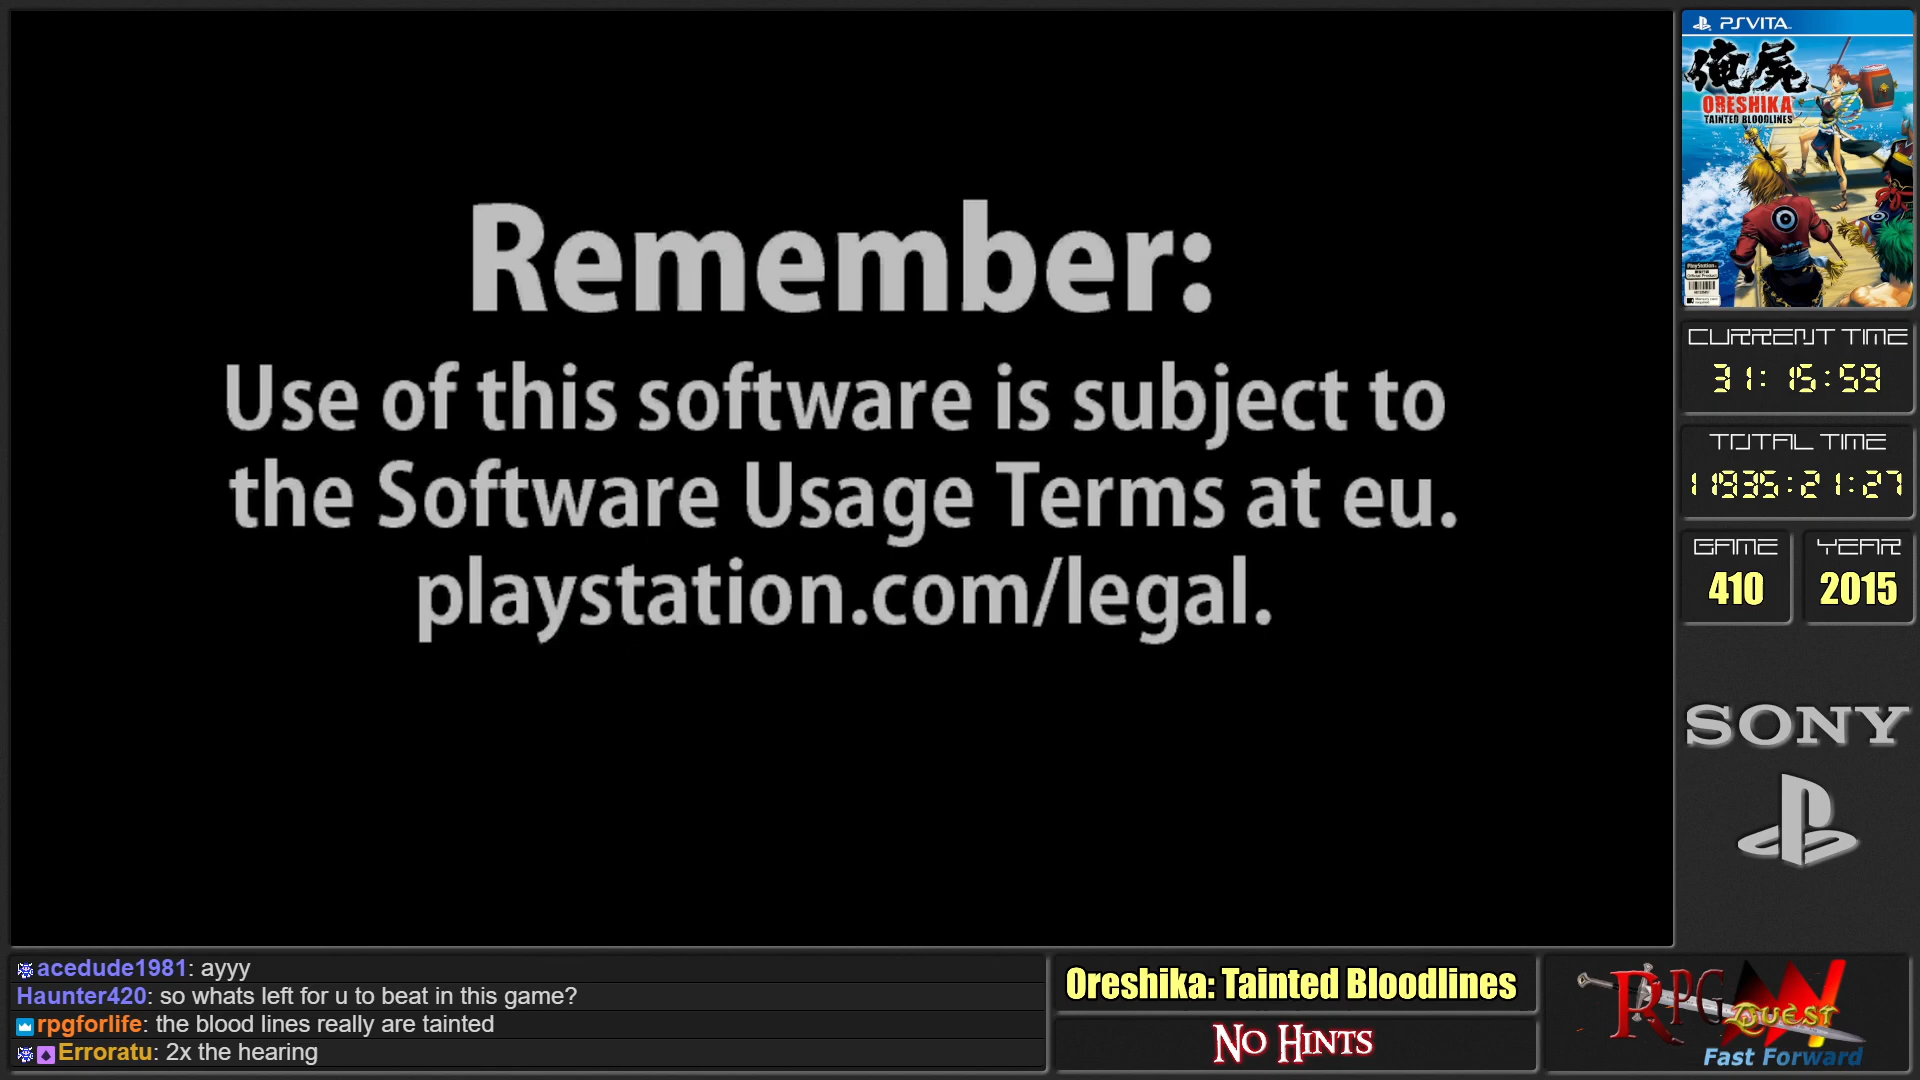 Remember:
Use of this software is subject to
the Software Usage Terms at eu.
playstation.com/legal.
PSVITA
俺屍
ORESHIKA
TAINTED BLOODLINES
CURRENT TIME
31:15:59
TOTAL TIME
11935:21:27
GAME
410
YEAR
2015
SONY
acedude1981: ayyy
Haunter420: so whats left for u to beat in this game?
rpgforlife: the blood lines really are tainted
Erroratu: 2x the hearing
Oreshika: Tainted Bloodlines
No Hints
RPG Quest
Fast Forward